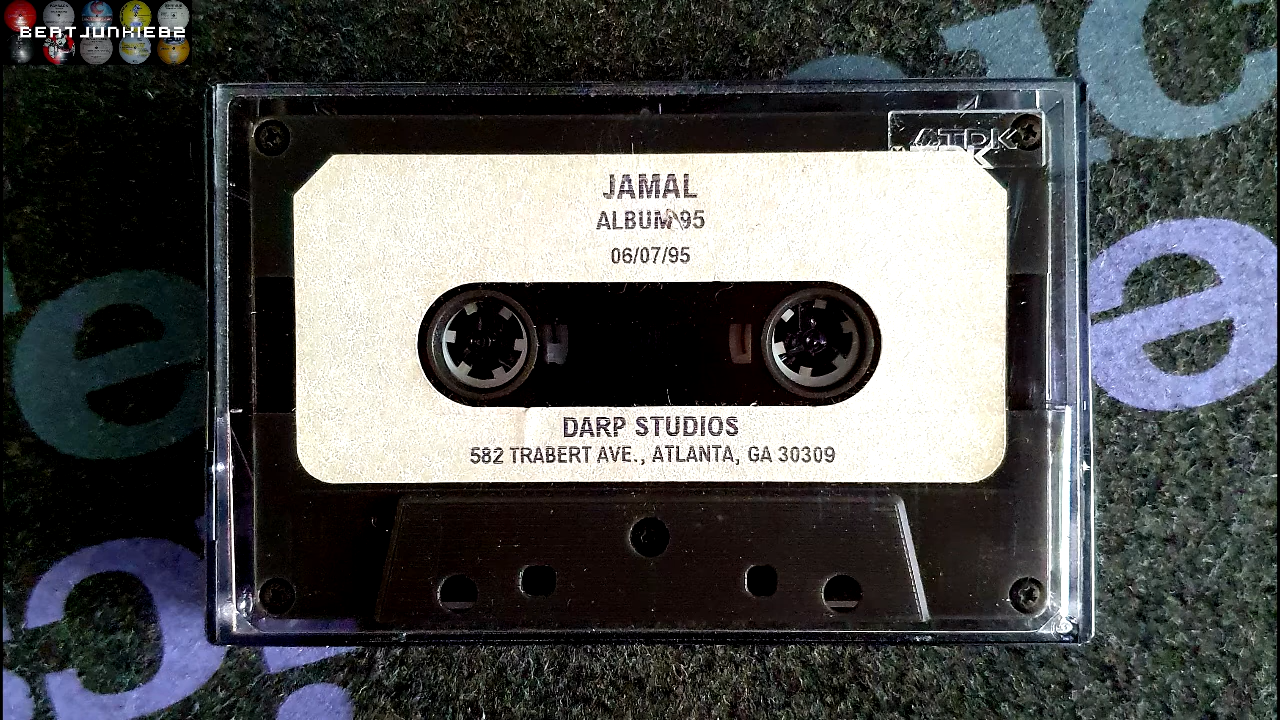 BEATJUNKIE82
TDK
JAMAL
ALBUM 95
06/07/95
DARP STUDIOS
582 TRABERT AVE., ATLANTA, GA 30309